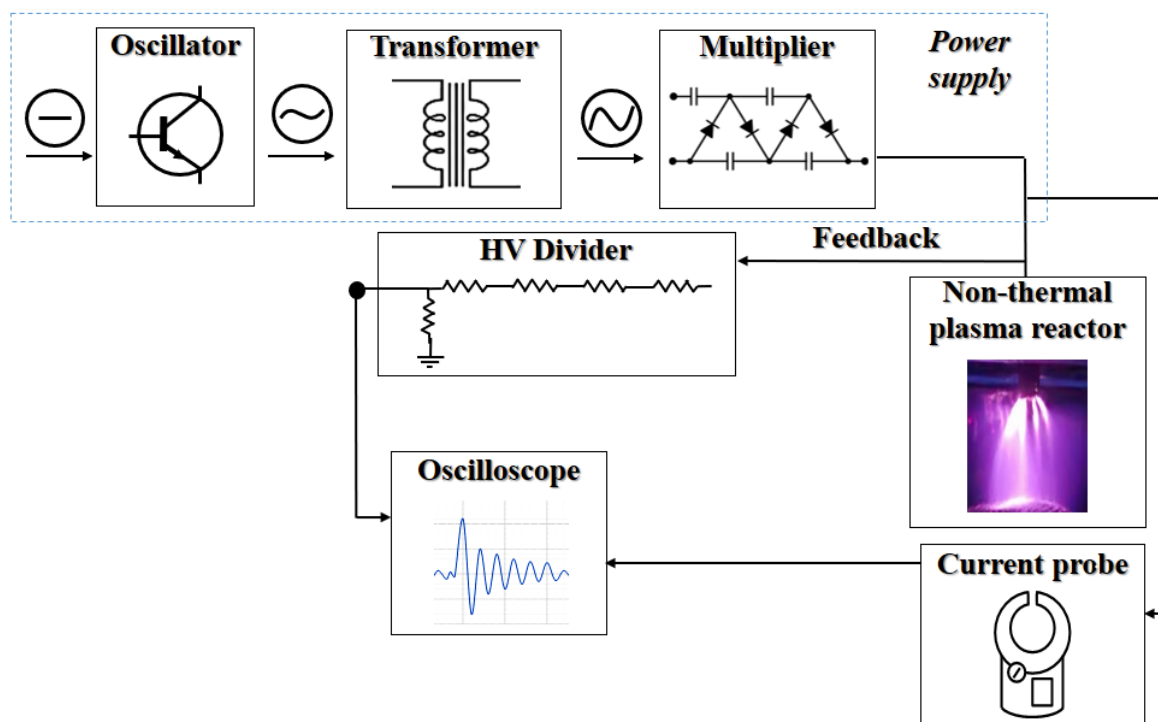 Oscillator
Transformer
Multiplier
Power
supply
HV Divider
Feedback
Non-thermal
plasma reactor
Oscilloscope
Current probe